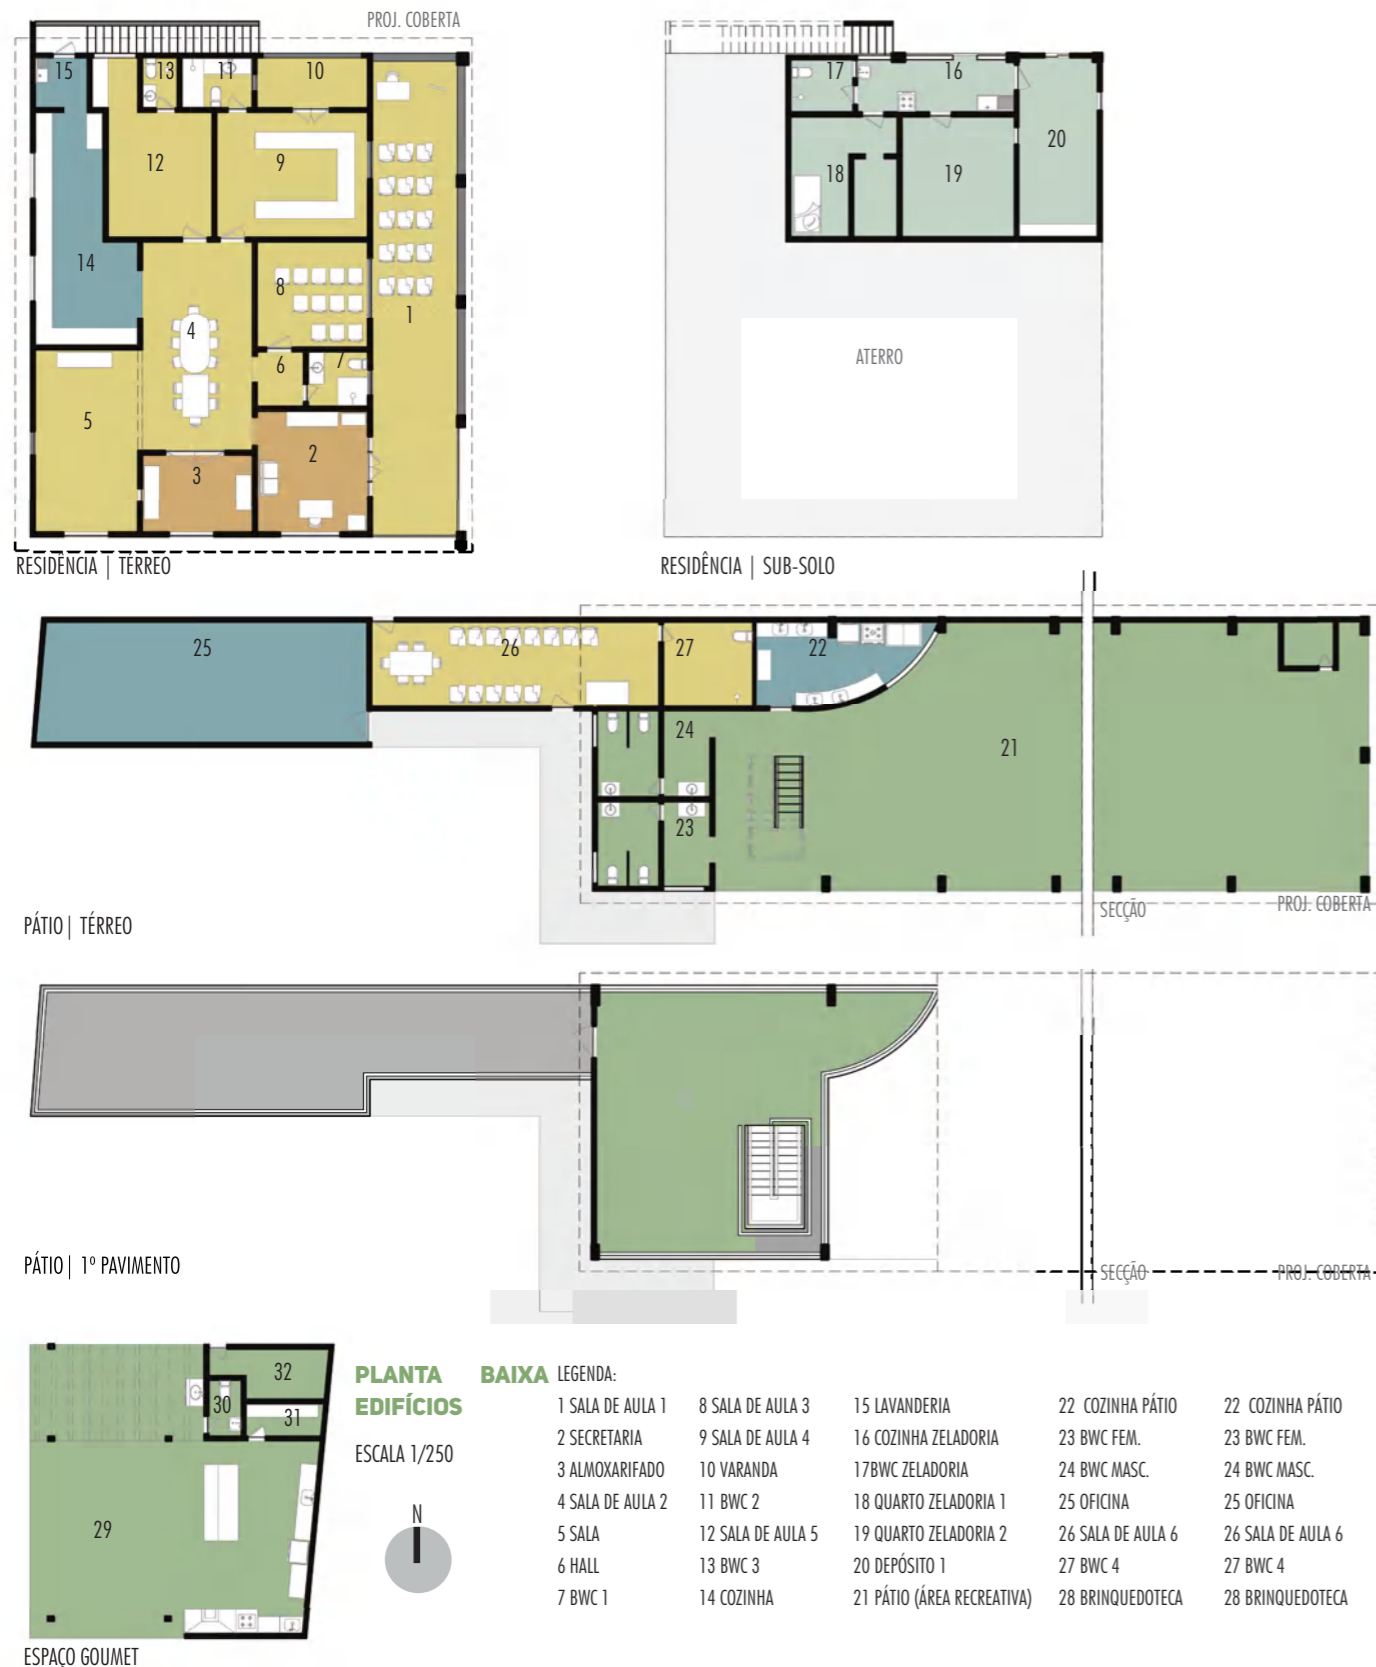 PROJ. COBERTA
15
13
11
10
12
9
14
8
1
4
6
7
5
3
2
RESIDÊNCIA | TÉRREO
17
16
20
18
19
ATERRO
RESIDÊNCIA | SUB-SOLO
25
26
27
22
24
21
23
SECÇÃO
PROJ. COBERTA
PÁTIO | TÉRREO
PÁTIO | 1º PAVIMENTO
SECÇÃO
PROJ. COBERTA
32
30
31
29
ESPAÇO GOUMET
PLANTA BAIXA
EDIFÍCIOS
ESCALA 1/250
N
LEGENDA:
1 SALA DE AULA 1
2 SECRETARIA
3 ALMOXARIFADO
4 SALA DE AULA 2
5 SALA
6 HALL
7 BWC 1
8 SALA DE AULA 3
9 SALA DE AULA 4
10 VARANDA
11 BWC 2
12 SALA DE AULA 5
13 BWC 3
14 COZINHA
15 LAVANDERIA
16 COZINHA ZELADORIA
17BWC ZELADORIA
18 QUARTO ZELADORIA 1
19 QUARTO ZELADORIA 2
20 DEPÓSITO 1
21 PÁTIO (ÁREA RECREATIVA)
22 COZINHA PÁTIO
23 BWC FEM.
24 BWC MASC.
25 OFICINA
26 SALA DE AULA 6
27 BWC 4
28 BRINQUEDOTECA
22 COZINHA PÁTIO
23 BWC FEM.
24 BWC MASC.
25 OFICINA
26 SALA DE AULA 6
27 BWC 4
28 BRINQUEDOTECA